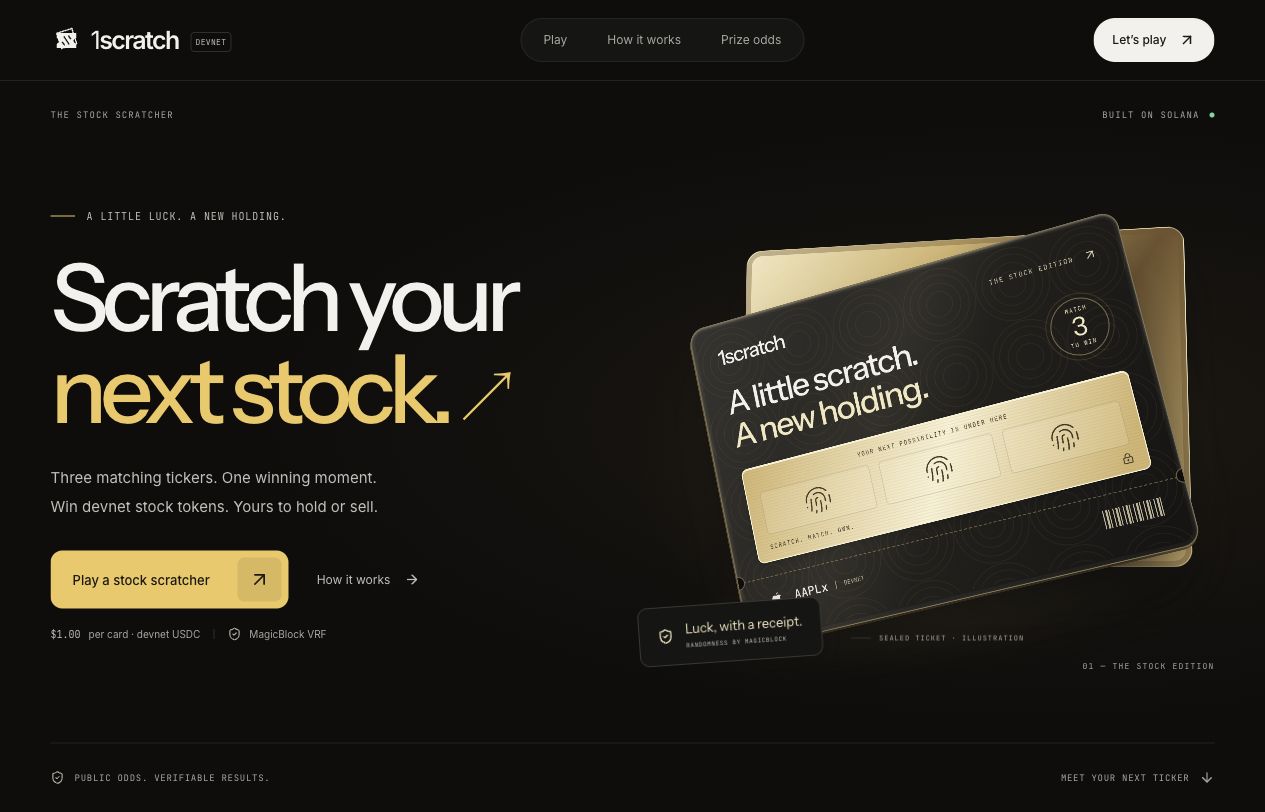 1scratch DEVNET
Play How it works Prize odds
Let's play
THE STOCK SCRATCHER
BUILT ON SOLANA
A LITTLE LUCK. A NEW HOLDING.
Scratch your
next stock.
Three matching tickers. One winning moment.
Win devnet stock tokens. Yours to hold or sell.
Play a stock scratcher
How it works
$1.00 per card · devnet USDC
MagicBlock VRF
THE STOCK EDITION
1scratch
MATCH
3
TO WIN
A little scratch.
A new holding.
YOUR NEXT POSSIBILITY IS UNDER HERE
SCRATCH. MATCH. OWN.
AAPLx | DEVNET
Luck, with a receipt.
RANDOMNESS BY MAGICBLOCK
SEALED TICKET · ILLUSTRATION
01 — THE STOCK EDITION
PUBLIC ODDS. VERIFIABLE RESULTS.
MEET YOUR NEXT TICKER